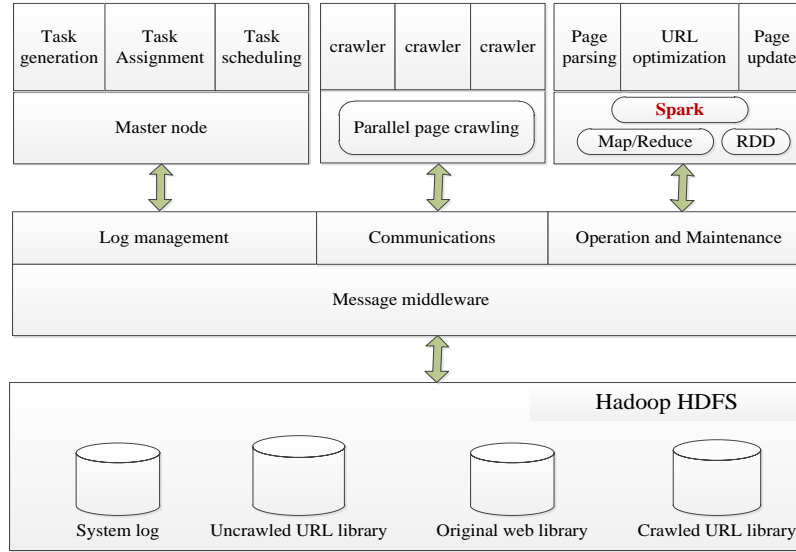 Task
generation
Task
Assignment
Task
scheduling
crawler
crawler
crawler
Page
parsing
URL
optimization
Page
update
Master node
Parallel page crawling
Spark
Map/Reduce
RDD
Log management
Communications
Operation and Maintenance
Message middleware
Hadoop HDFS
System log
Uncrawled URL library
Original web library
Crawled URL library